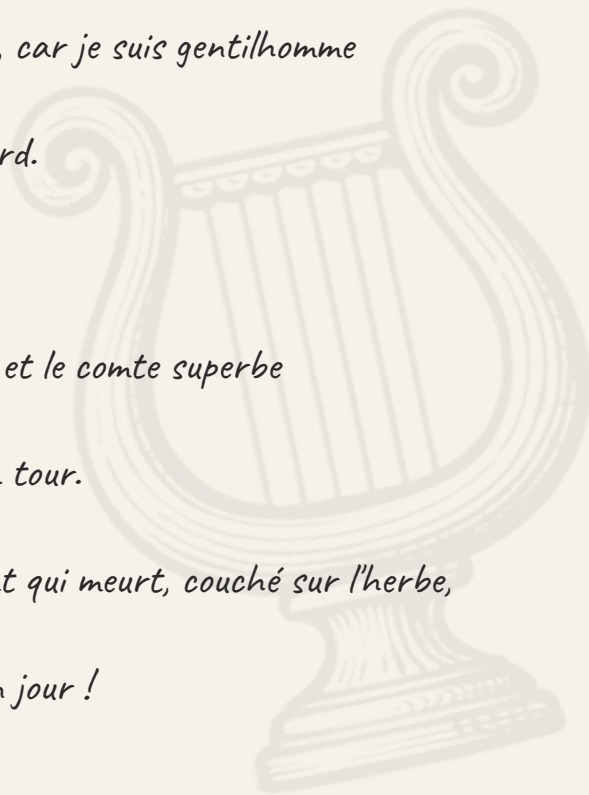 , car je suis gentilhomme
rd.
et le comte superbe
tour.
t qui meurt, couché sur l'herbe,
jour !